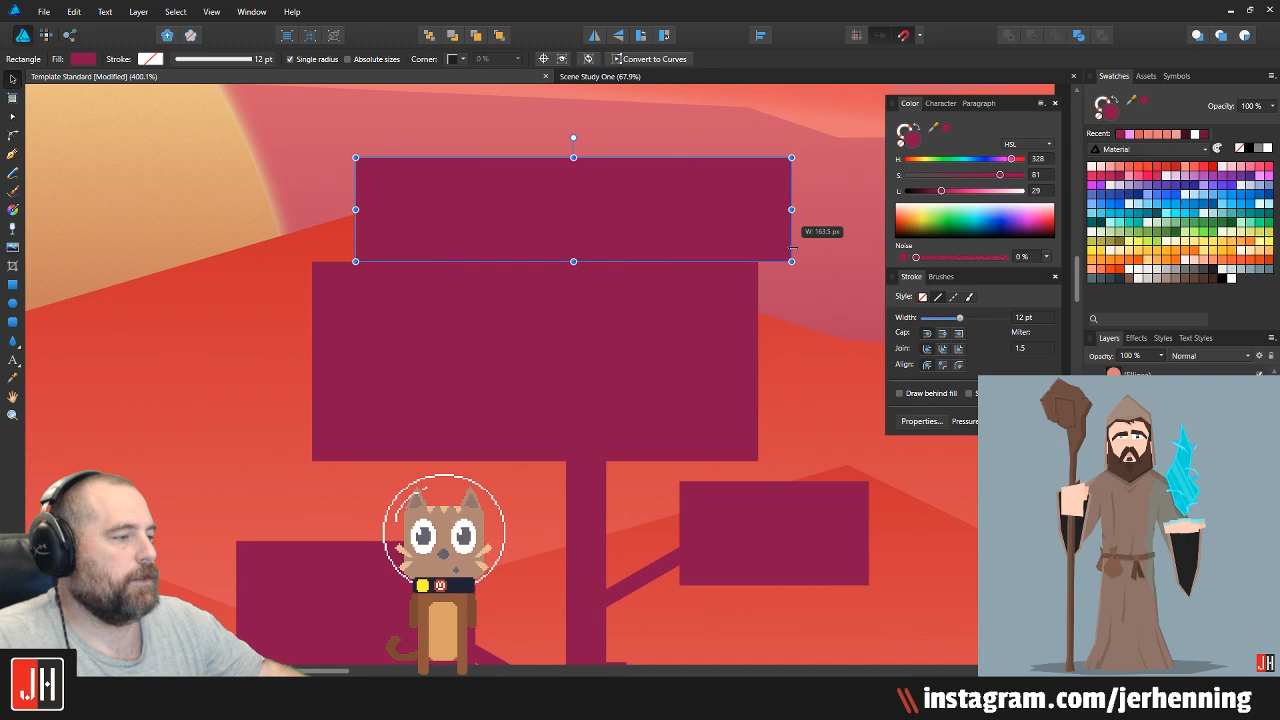 File Edit Text Layer Select View Window Help
Rectangle Fill: Stroke: 12 pt Single radius Absolute sizes Corner: 0 % Convert to Curves
Template Standard [Modified] (400.1%) Scene Study One (67.9%)
Swatches Assets Symbols
Opacity: 100 %
Recent:
Material
Color Character Paragraph
HSL
H: 328
S: 81
L: 29
Noise
0 %
Stroke Brushes
Style:
Width: 12 pt
Cap: Miter:
Join: 1.5
Align:
Draw behind fill
Properties... Pressure
Layers Effects Styles Text Styles
Opacity: 100 % Normal
(Ellipse)
W: 163.5 px
JH
JH
\\ instagram.com/jerhenning